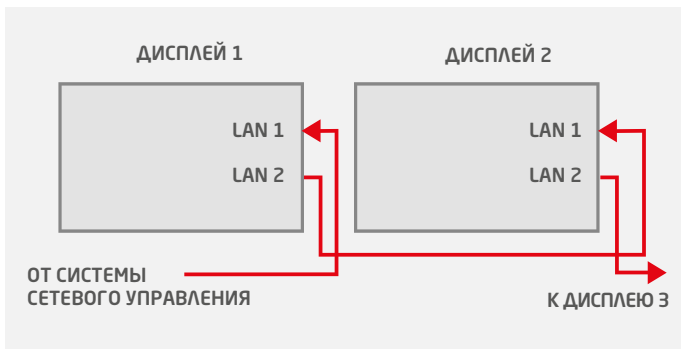 ДИСПЛЕЙ 1
ДИСПЛЕЙ 2
LAN 1
LAN 1
LAN 2
LAN 2
ОТ СИСТЕМЫ
СЕТЕВОГО УПРАВЛЕНИЯ
К ДИСПЛЕЮ 3